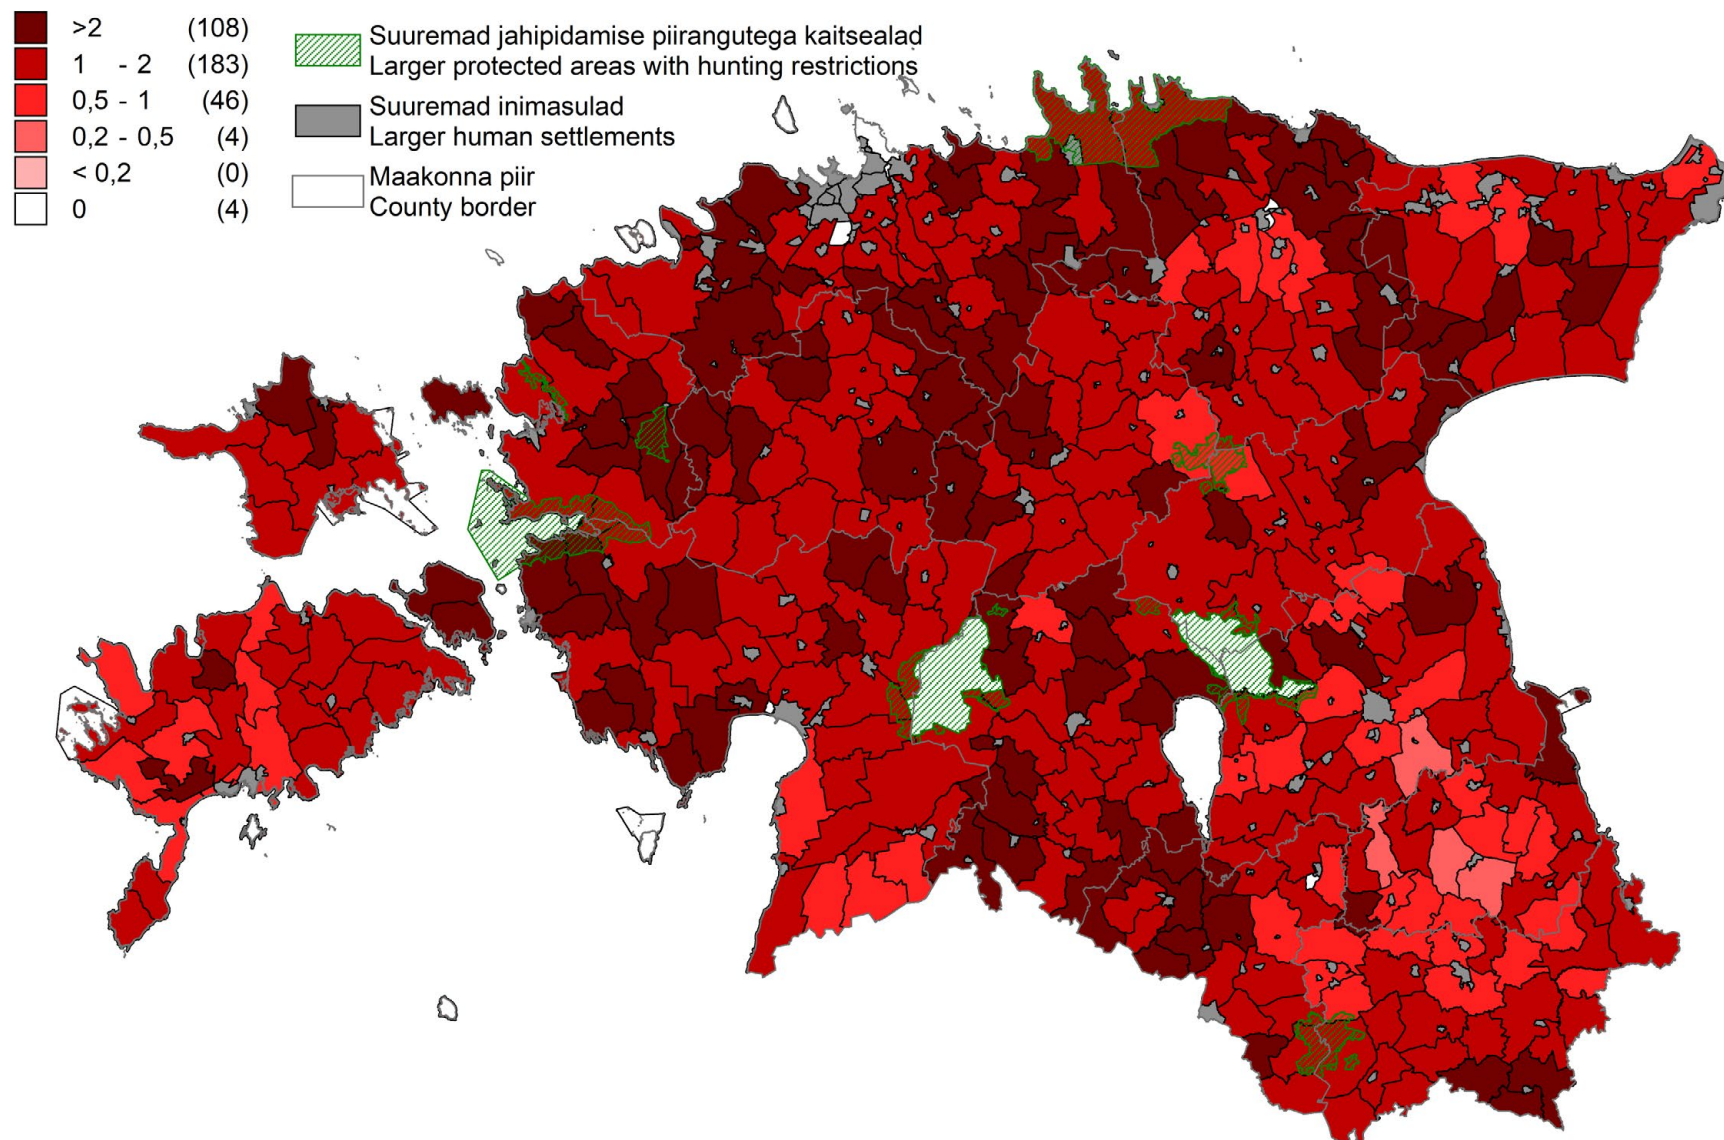 >2 (108)
1 - 2 (183)
0,5 - 1 (46)
0,2 - 0,5 (4)
< 0,2 (0)
0 (4)
Suuremad jahipidamise piirangutega kaitsealad
Larger protected areas with hunting restrictions
Suuremad inimasulad
Larger human settlements
Maakonna piir
County border